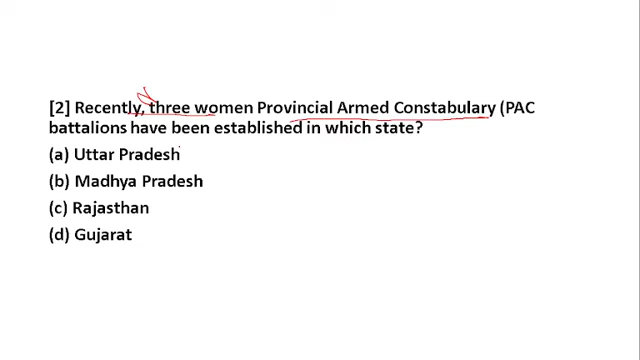 [2] Recently, three women Provincial Armed Constabulary (PAC
battalions have been established in which state?
(a) Uttar Pradesh
(b) Madhya Pradesh
(c) Rajasthan
(d) Gujarat